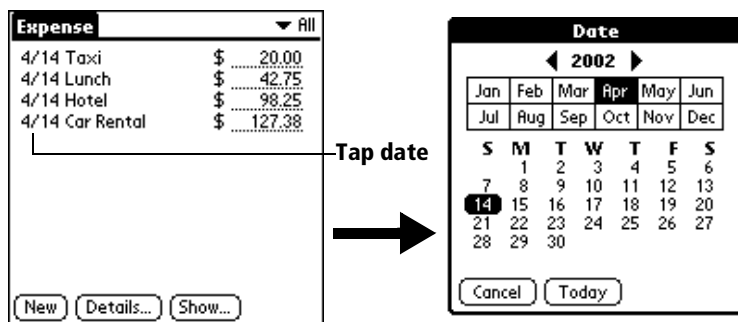 Expense
All
4/14 Taxi $ 20.00
4/14 Lunch $ 42.75
4/14 Hotel $ 98.25
4/14 Car Rental $ 127.38
New Details... Show...
Tap date
Date
2002
Jan Feb Mar Apr May Jun
Jul Aug Sep Oct Nov Dec
S M T W T F S
1 2 3 4 5 6
7 8 9 10 11 12 13
14 15 16 17 18 19 20
21 22 23 24 25 26 27
28 29 30
Cancel Today